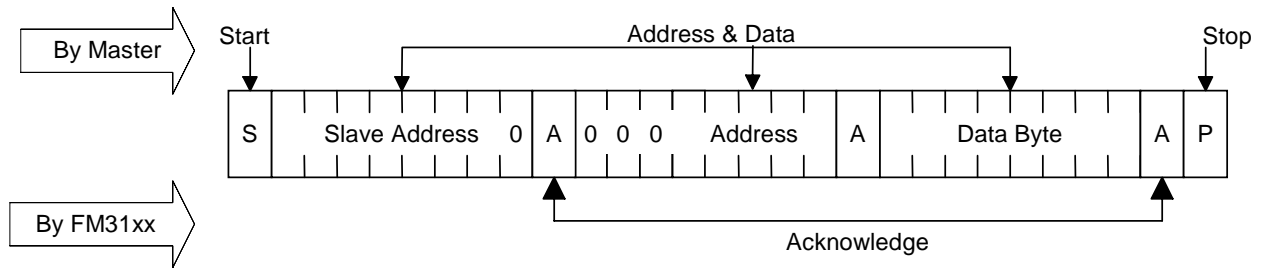 By Master
Start
Address & Data
Stop
S Slave Address 0 A 0 0 0 Address A Data Byte A P
By FM31xx
Acknowledge